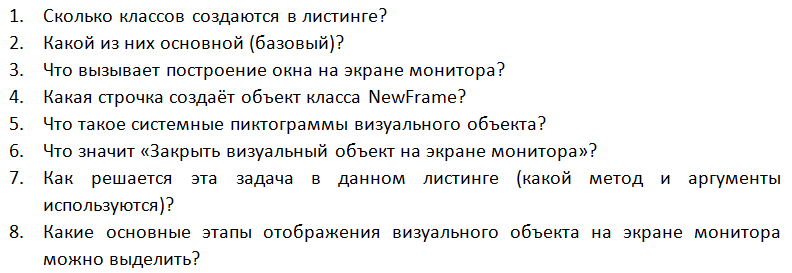 1. Сколько классов создаются в листинге?
2. Какой из них основной (базовый)?
3. Что вызывает построение окна на экране монитора?
4. Какая строчка создаёт объект класса NewFrame?
5. Что такое системные пиктограммы визуального объекта?
6. Что значит «Закрыть визуальный объект на экране монитора»?
7. Как решается эта задача в данном листинге (какой метод и аргументы
используются)?
8. Какие основные этапы отображения визуального объекта на экране монитора
можно выделить?